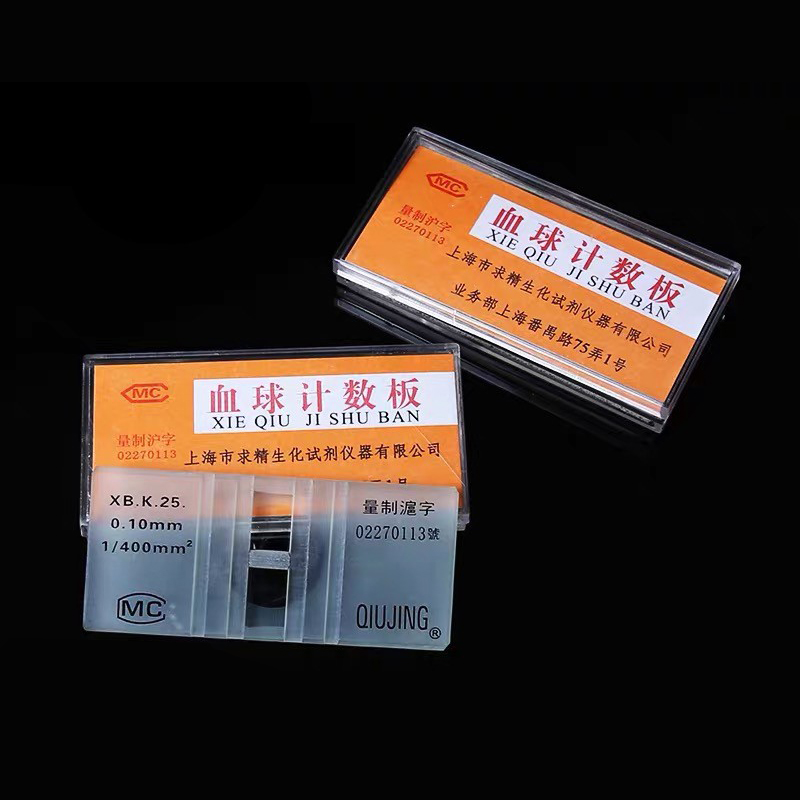 MC
量制沪字
02270113
血球计数板
XIE QIU JI SHU BAN
上海市求精生化试剂仪器有限公司
业务部上海番禺路75弄1号
MC
量制沪字
02270113
血球计数板
XIE QIU JI SHU BAN
上海市求精生化试剂仪器有限公司
XB.K.25.
0.10mm
1/400mm²
MC
量制滬字
02270113號
QIUJING®